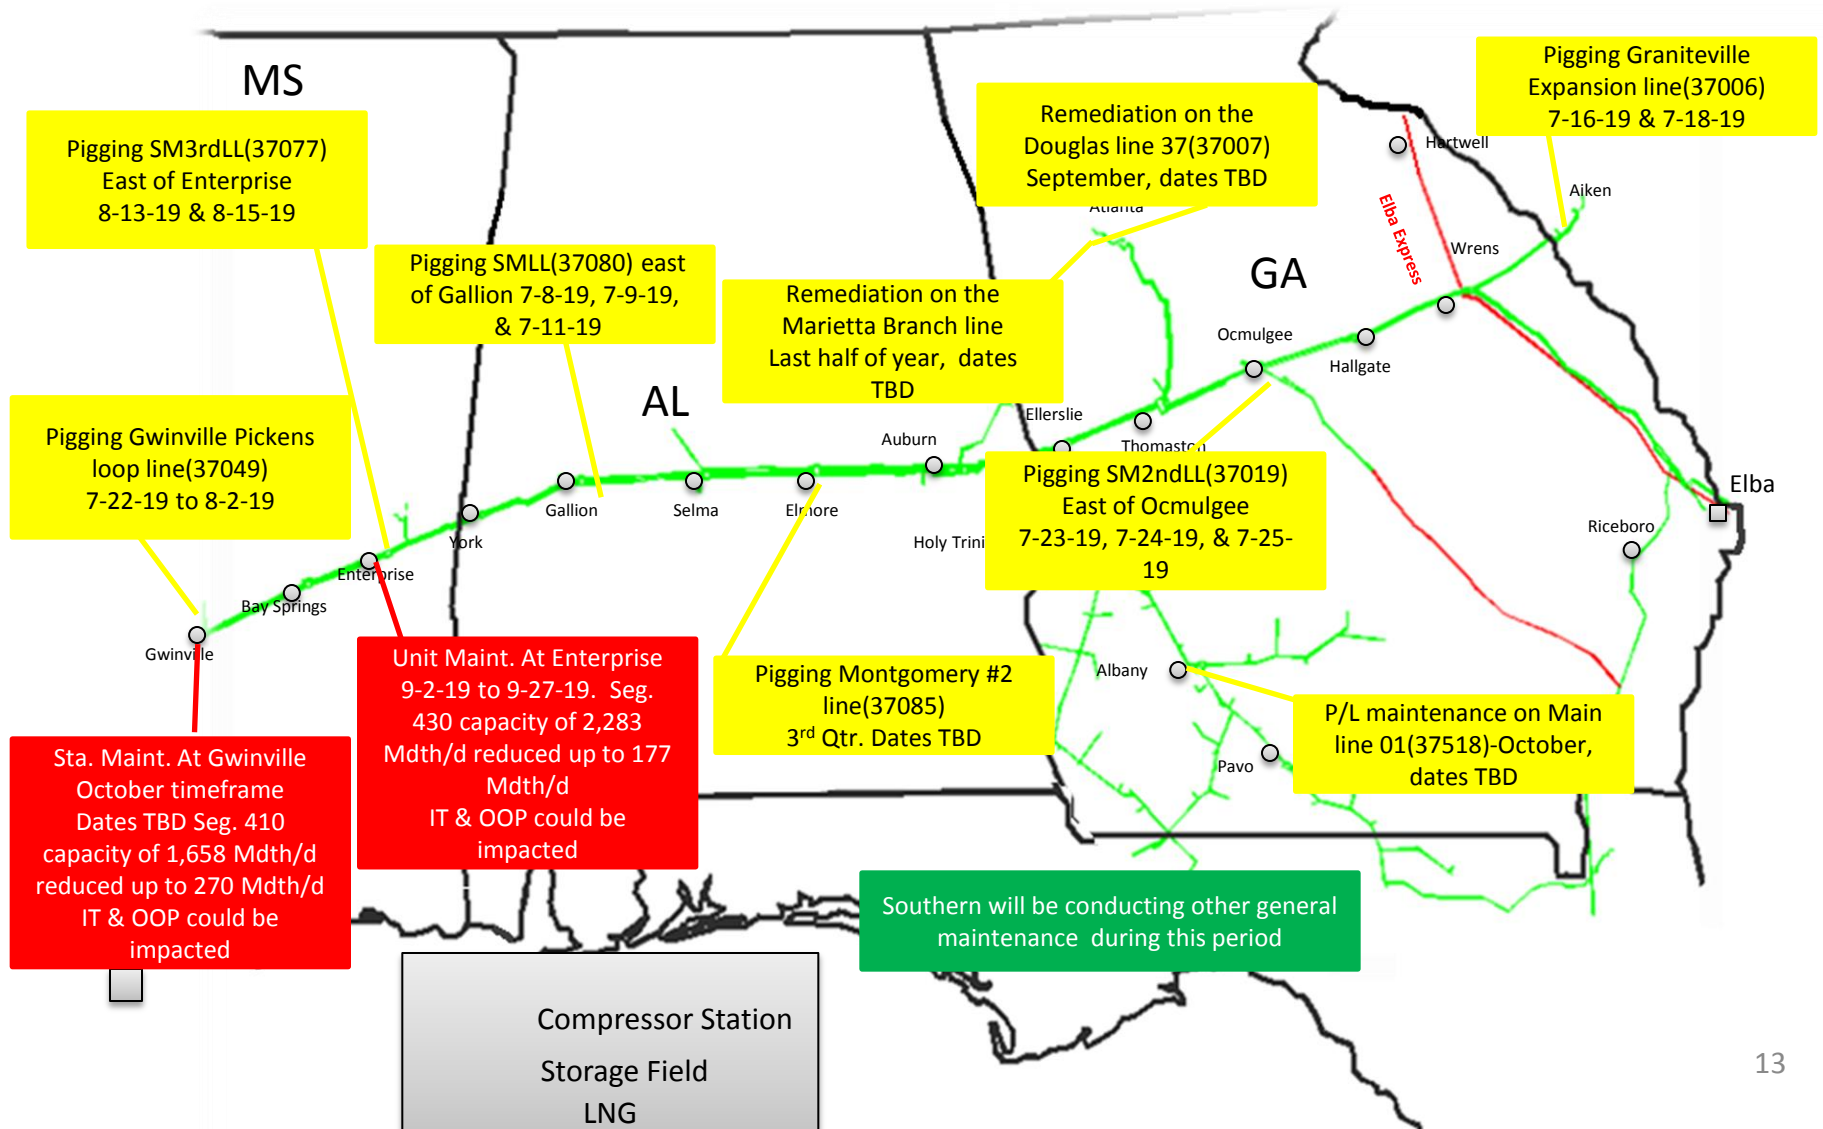 MS
Pigging Graniteville
Expansion line(37006)
7-16-19 & 7-18-19
Remediation on the
Douglas line 37(37007)
September, dates TBD
Pigging SM3rdLL(37077)
East of Enterprise
8-13-19 & 8-15-19
Hartwell
Aiken
Atlanta
Elba Express
Wrens
Pigging SMLL(37080) east
of Gallion 7-8-19, 7-9-19,
& 7-11-19
GA
Remediation on the
Marietta Branch line
Last half of year,  dates
TBD
Ocmulgee
Hallgate
AL
Ellerslie
Auburn
Thomaston
Pigging Gwinville Pickens
loop line(37049)
7-22-19 to 8-2-19
Pigging SM2ndLL(37019)
East of Ocmulgee
7-23-19, 7-24-19, & 7-25-
19
Elba
Gallion
Selma
Elmore
Riceboro
York
Holy Trini
Enterprise
Bay Springs
Gwinville
Unit Maint. At Enterprise
9-2-19 to 9-27-19.  Seg.
430 capacity of 2,283
Mdth/d reduced up to 177
Mdth/d
IT & OOP could be
impacted
Pigging Montgomery #2
line(37085)
3rd Qtr. Dates TBD
Albany
P/L maintenance on Main
line 01(37518)-October,
dates TBD
Pavo
Sta. Maint. At Gwinville
October timeframe
Dates TBD Seg. 410
capacity of 1,658 Mdth/d
reduced up to 270 Mdth/d
IT & OOP could be
impacted
Southern will be conducting other general
maintenance  during this period
Compressor Station
Storage Field
LNG
13